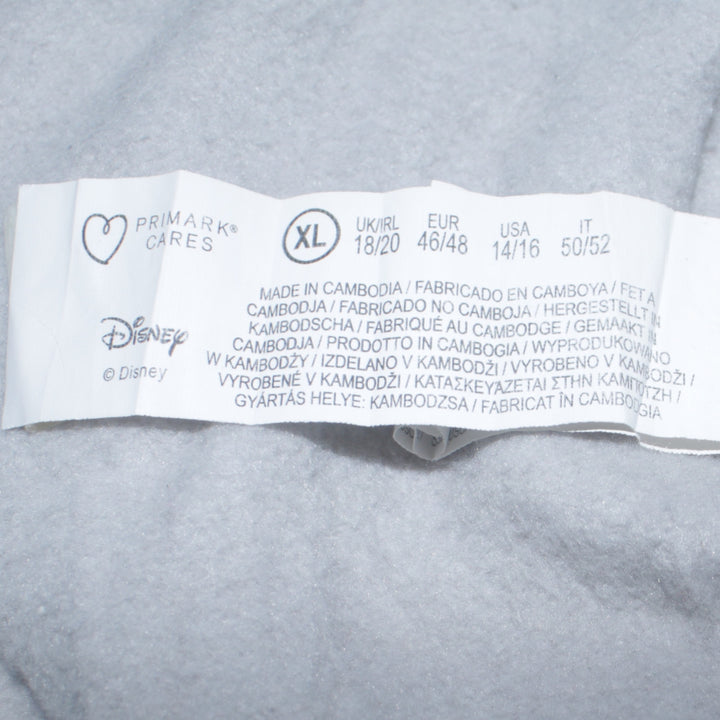 PRIMARK®
CARES
XL
UK/IRL
18/20
EUR
46/48
USA
14/16
IT
50/52
Disney
© Disney
MADE IN CAMBODIA / FABRICADO EN CAMBOYA / FET A
CAMBODJA / FABRICADO NO CAMBOJA / HERGESTELLT IN
KAMBODSCHA / FABRIQUÉ AU CAMBODGE / GEMAAKT IN
CAMBODJA / PRODOTTO IN CAMBOGIA / WYPRODUKOWANO
W KAMBODŻY / IZDELANO V KAMBODŽI / VYROBENO V KAMBODŽI /
VYROBENÉ V KAMBODŽI / ΚΑΤΑΣΚΕΥΆΖΕΤΑΙ ΣΤΗΝ ΚΑΜΠΌΤΖΗ /
GYÁRTÁS HELYE: KAMBODZSA / FABRICAT ÎN CAMBODGIA